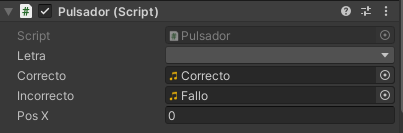 Pulsador (Script)
Script Pulsador
Letra
Correcto Correcto
Incorrecto Fallo
Pos X 0